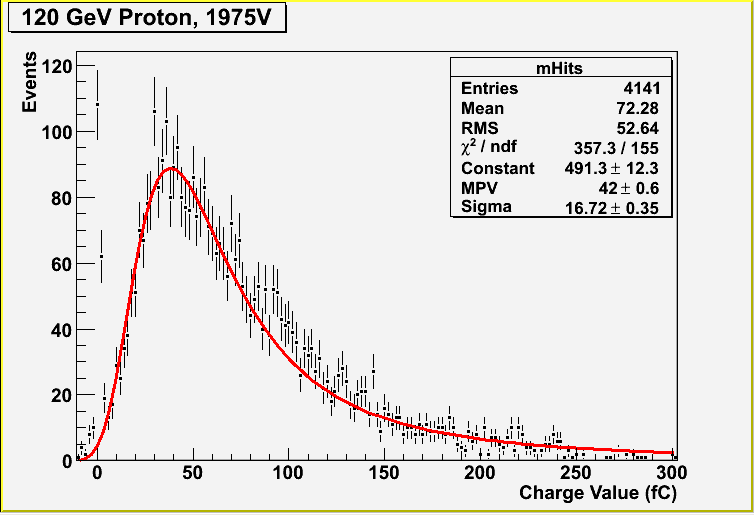 120 GeV Proton, 1975V
Events
120
100
80
60
40
20
0
0 50 100 150 200 250 300
Charge Value (fC)
mHits
Entries 4141
Mean 72.28
RMS 52.64
χ² / ndf 357.3 / 155
Constant 491.3 ± 12.3
MPV 42 ± 0.6
Sigma 16.72 ± 0.35